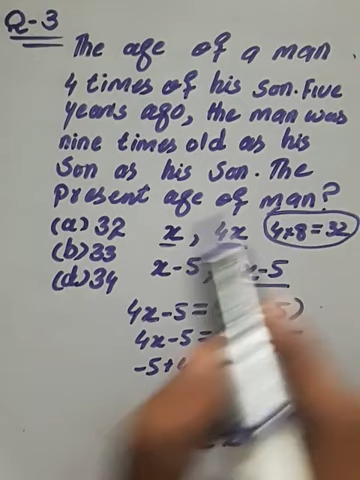 Q-3
The age of a man
4 times of his son. Five
years ago, the man was
nine times old as his
son as his son. The
present age of man?
(a) 32 x, 4x 4x8=32
(b) 33 x-5, x-5
(d) 34
4x-5=
4x-5=
-5+